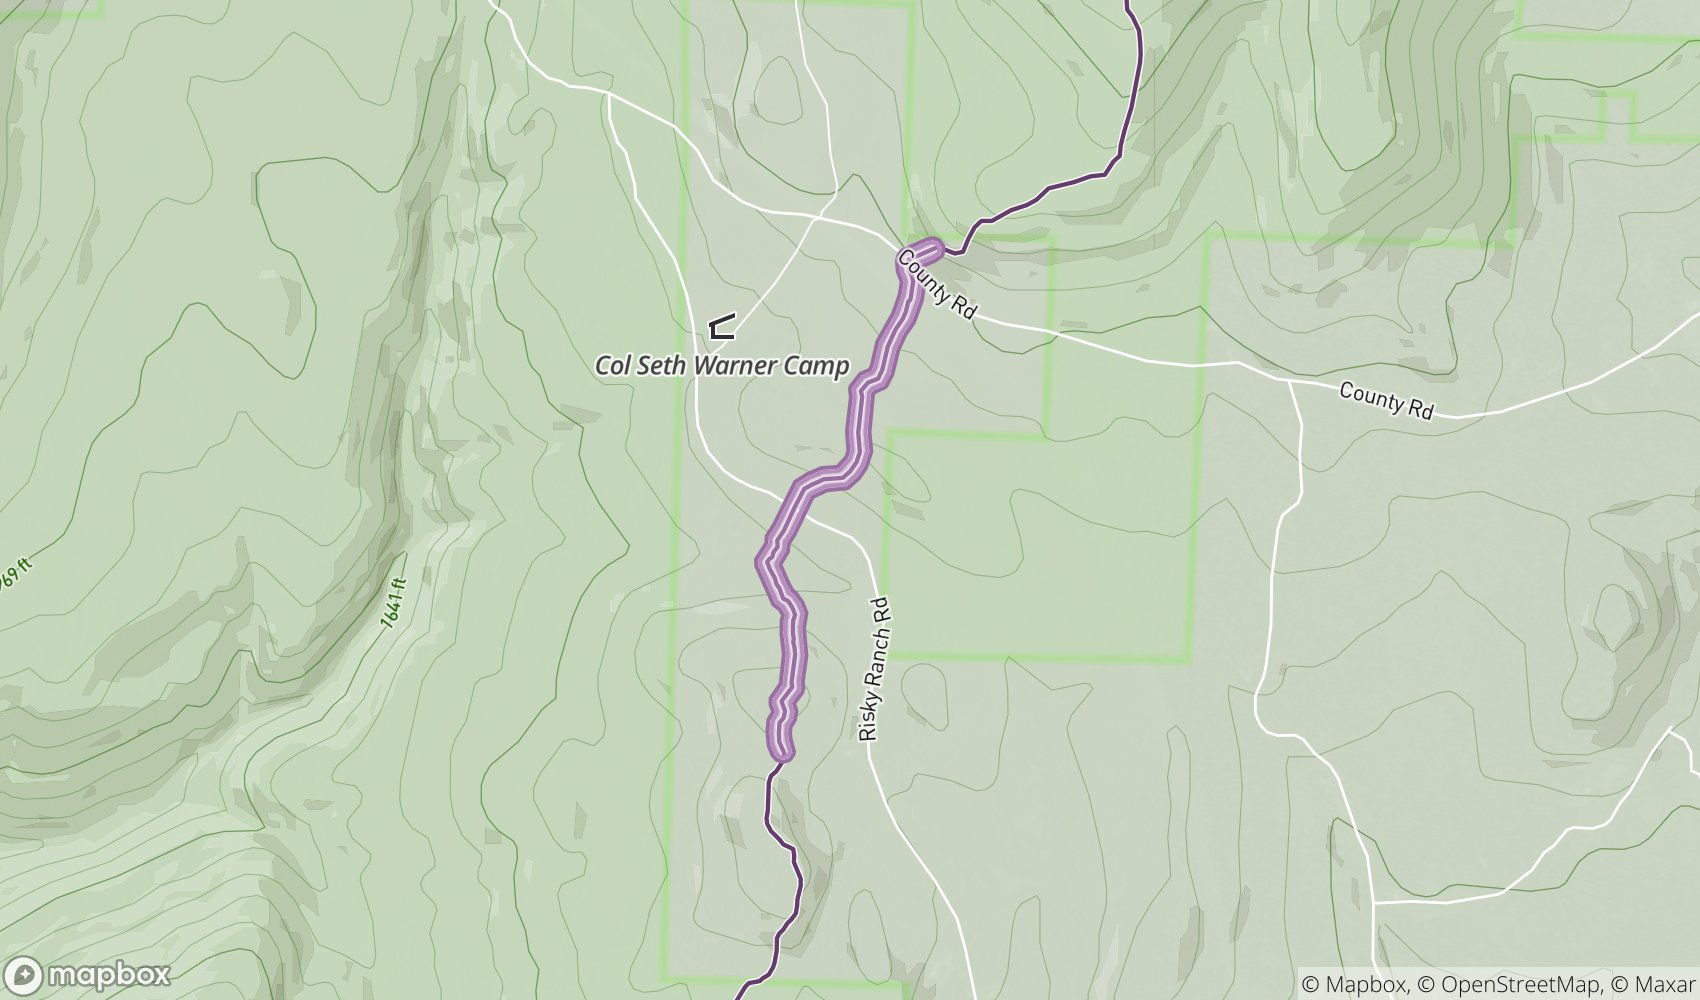 County Rd
Col Seth Warner Camp
County Rd
1641 ft
Risky Ranch Rd
mapbox
© Mapbox, © OpenStreetMap, © Maxar